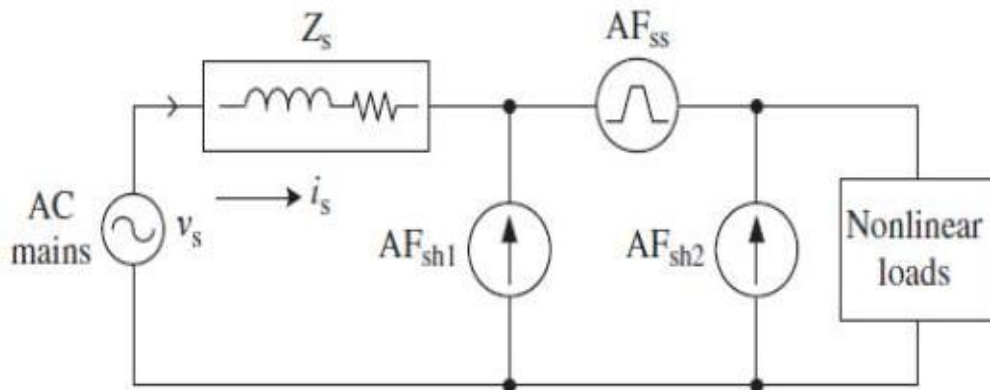 Zs
AFss
AC
mains
vs
is
AFsh1
AFsh2
Nonlinear
loads